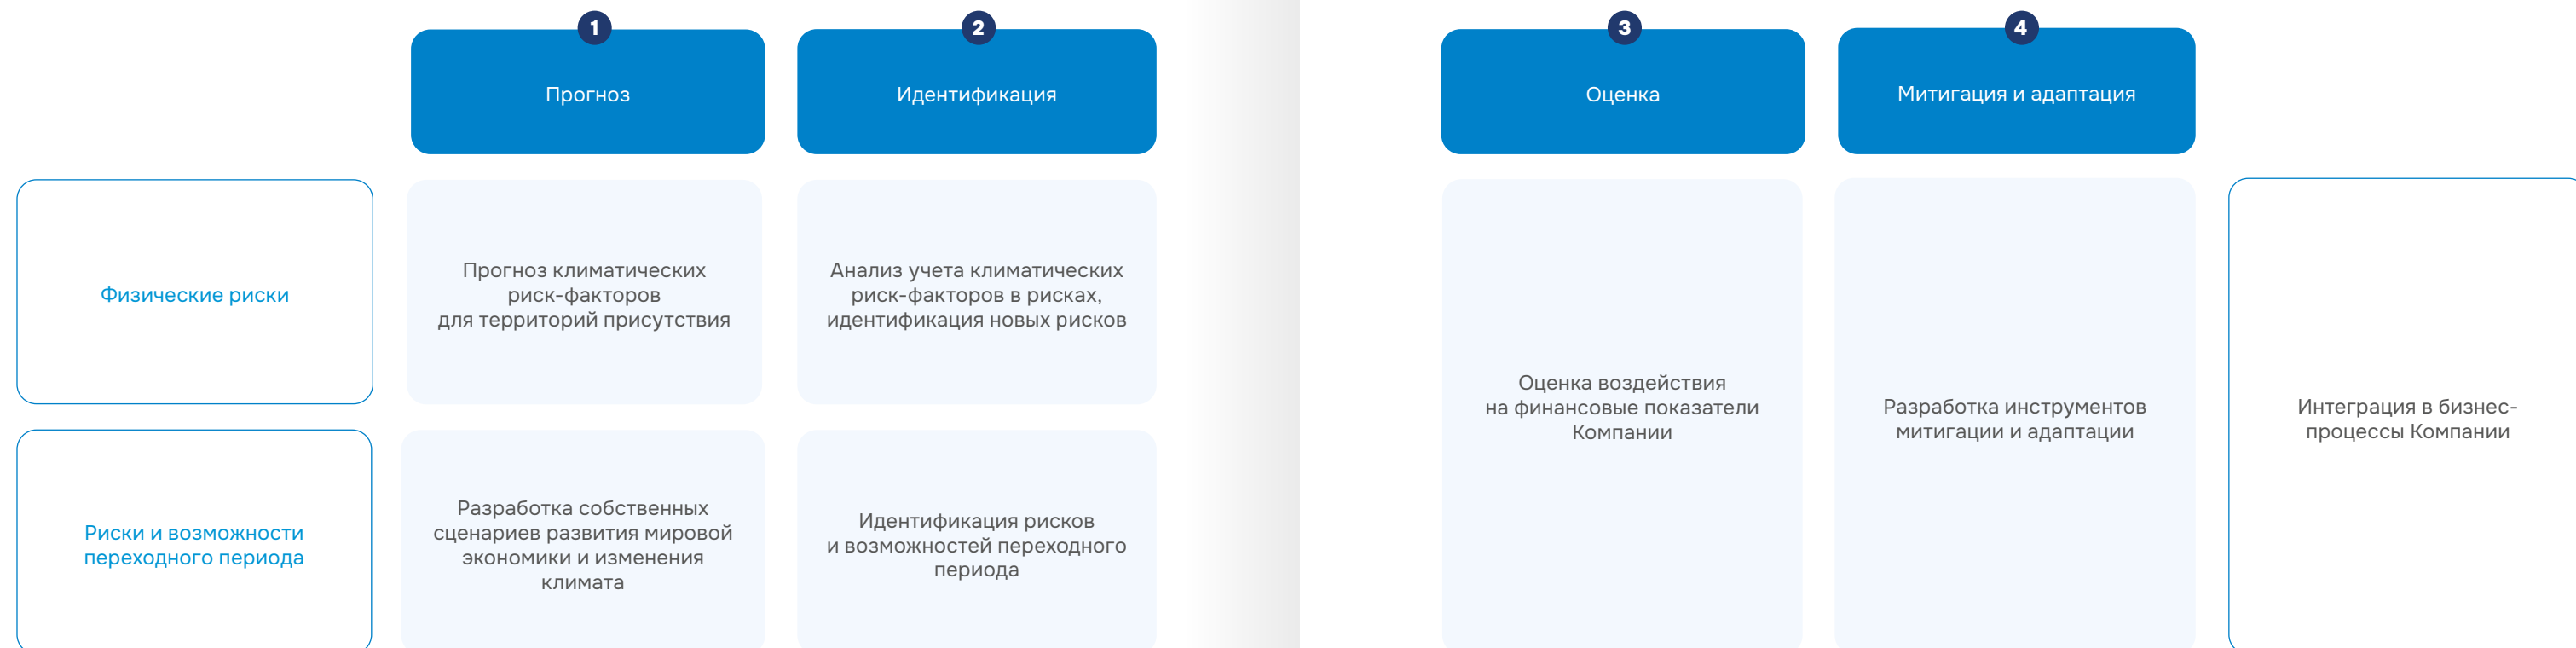 1
2
3
4
Прогноз
Идентификация
Оценка
Митигация и адаптация
Физические риски
Прогноз климатических
риск-факторов
для территорий присутствия
Анализ учета климатических
риск-факторов в рисках,
идентификация новых рисков
Риски и возможности
переходного периода
Разработка собственных
сценариев развития мировой
экономики и изменения
климата
Идентификация рисков
и возможностей переходного
периода
Оценка воздействия
на финансовые показатели
Компании
Разработка инструментов
митигации и адаптации
Интеграция в бизнес-
процессы Компании